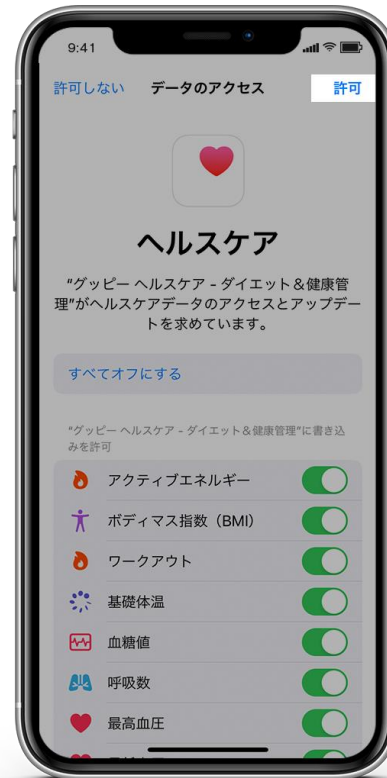 9:41
許可しない データのアクセス 許可
ヘルスケア
"グッピー ヘルスケア - ダイエット＆健康管
理"がヘルスケアデータのアクセスとアップデー
トを求めています。
すべてオフにする
"グッピー ヘルスケア - ダイエット＆健康管理"に書き込
みを許可
アクティブエネルギー
ボディマス指数（BMI）
ワークアウト
基礎体温
血糖値
呼吸数
最高血圧